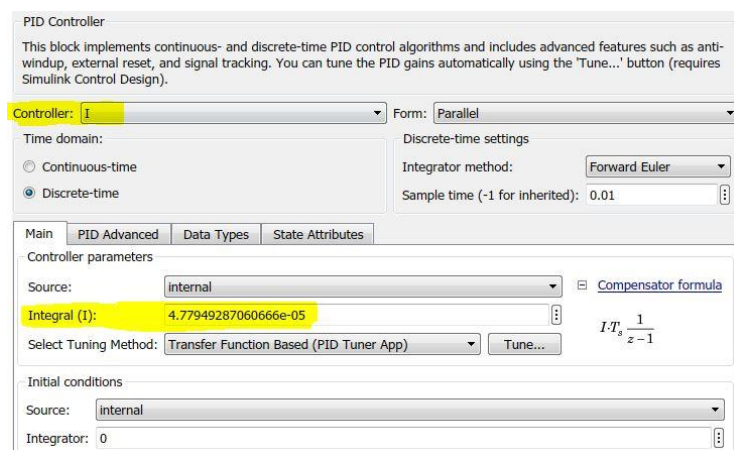 PID Controller
This block implements continuous- and discrete-time PID control algorithms and includes advanced features such as anti-
windup, external reset, and signal tracking. You can tune the PID gains automatically using the 'Tune...' button (requires
Simulink Control Design).
Controller: I Form: Parallel
Time domain: Discrete-time settings
Continuous-time Integrator method: Forward Euler
Discrete-time Sample time (-1 for inherited): 0.01
Main PID Advanced Data Types State Attributes
Controller parameters
Source: internal Compensator formula
Integral (I): 4.77949287060666e-05
I·Tₛ 1/(z−1)
Select Tuning Method: Transfer Function Based (PID Tuner App) Tune...
Initial conditions
Source: internal
Integrator: 0